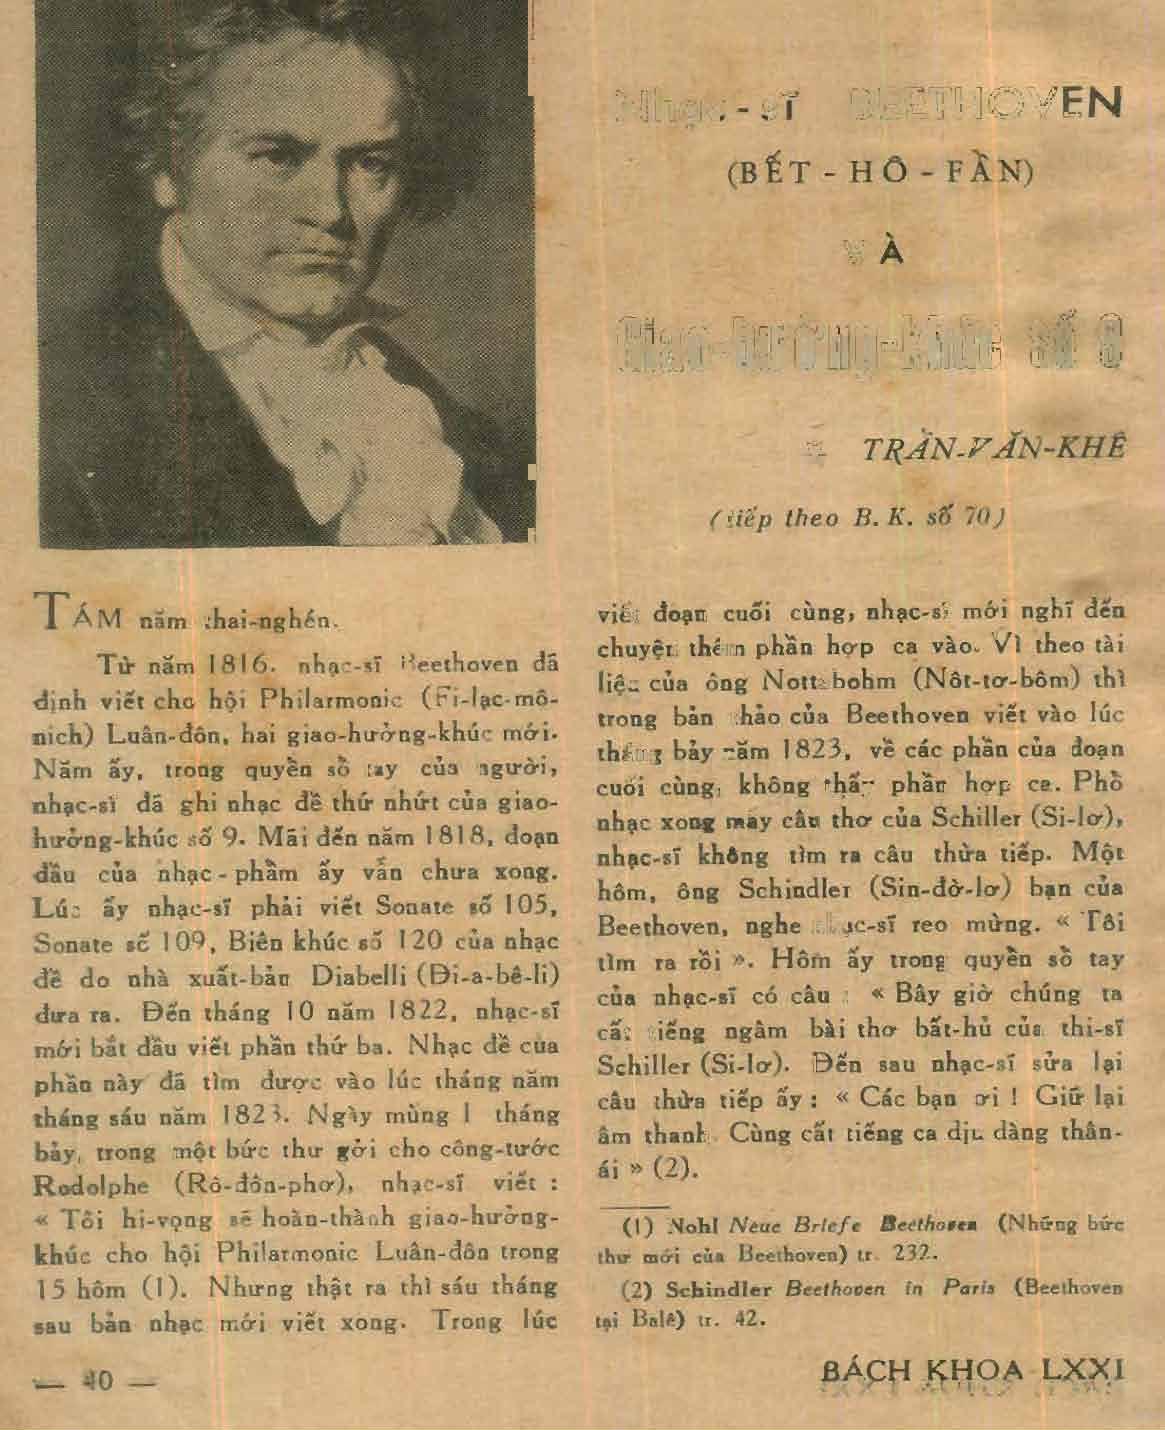 Nhạc-sĩ BEETHOVEN
(BẾT - HÔ - FẦN)
VÀ
Giao-hưởng-khúc số 9
TRẦN-VĂN-KHÊ
(tiếp theo B. K. số 70)
TÁM năm thai-nghén.
Từ năm 1816. nhạc-sĩ Beethoven đã
định viết cho hội Philarmonic (Fi-lạc-mô-
nich) Luân-đôn, hai giao-hưởng-khúc mới.
Năm ấy, trong quyển sổ tay của người,
nhạc-sĩ đã ghi nhạc đề thứ nhứt của giao-
hưởng-khúc số 9. Mãi đến năm 1818, đoạn
đầu của nhạc-phẩm ấy vẫn chưa xong.
Lúc ấy nhạc-sĩ phải viết Sonate số 105,
Sonate số 109, Biên khúc số 120 của nhạc
đề do nhà xuất-bản Diabelli (Đi-a-bê-li)
đưa ra. Đến tháng 10 năm 1822, nhạc-sĩ
mới bắt đầu viết phần thứ ba. Nhạc đề của
phần này đã tìm được vào lúc tháng năm
tháng sáu năm 1823. Ngày mùng 1 tháng
bảy, trong một bức thư gởi cho công-tước
Rodolphe (Rô-đôn-phơ), nhạc-sĩ viết :
« Tôi hi-vọng sẽ hoàn-thành giao-hưởng-
khúc cho hội Philarmonic Luân-đôn trong
15 hôm (1). Nhưng thật ra thì sáu tháng
sau bản nhạc mới viết xong. Trong lúc
viết đoạn cuối cùng, nhạc-sĩ mới nghĩ đến
chuyện thêm phần hợp ca vào. Vì theo tài
liệu của ông Nottebohm (Nôt-tơ-bôm) thì
trong bản thảo của Beethoven viết vào lúc
tháng bảy năm 1823, về các phần của đoạn
cuối cùng, không thấy phần hợp ca. Phổ
nhạc xong mấy câu thơ của Schiller (Si-lơ),
nhạc-sĩ không tìm ra câu thừa tiếp. Một
hôm, ông Schindler (Sin-đờ-lơ) bạn của
Beethoven, nghe nhạc-sĩ reo mừng. « Tôi
tìm ra rồi ». Hôm ấy trong quyển sổ tay
của nhạc-sĩ có câu : « Bây giờ chúng ta
cất tiếng ngâm bài thơ bất-hủ của thi-sĩ
Schiller (Si-lơ). Đến sau nhạc-sĩ sửa lại
câu thừa tiếp ấy : « Các bạn ơi ! Giữ lại
âm thanh. Cùng cất tiếng ca dịu dàng thân-
ái » (2).
(1) Nohl Neue Briefe Beethoven (Những bức
thư mới của Beethoven) tr. 232.
(2) Schindler Beethoven in Paris (Beethoven
tại Balê) tr. 42.
— 40 —
BÁCH KHOA LXXI